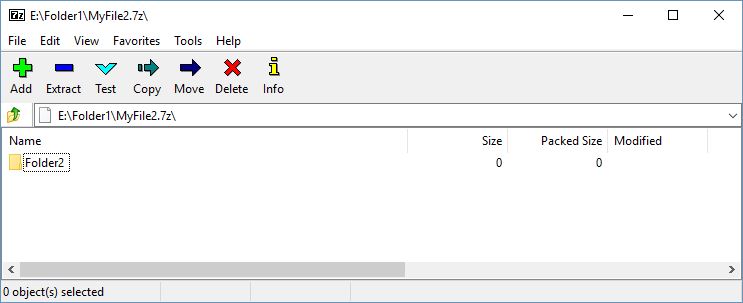 7z E:\Folder1\MyFile2.7z\
File Edit View Favorites Tools Help
Add Extract Test Copy Move Delete Info
E:\Folder1\MyFile2.7z\
Name Size Packed Size Modified
Folder2 0 0
0 object(s) selected